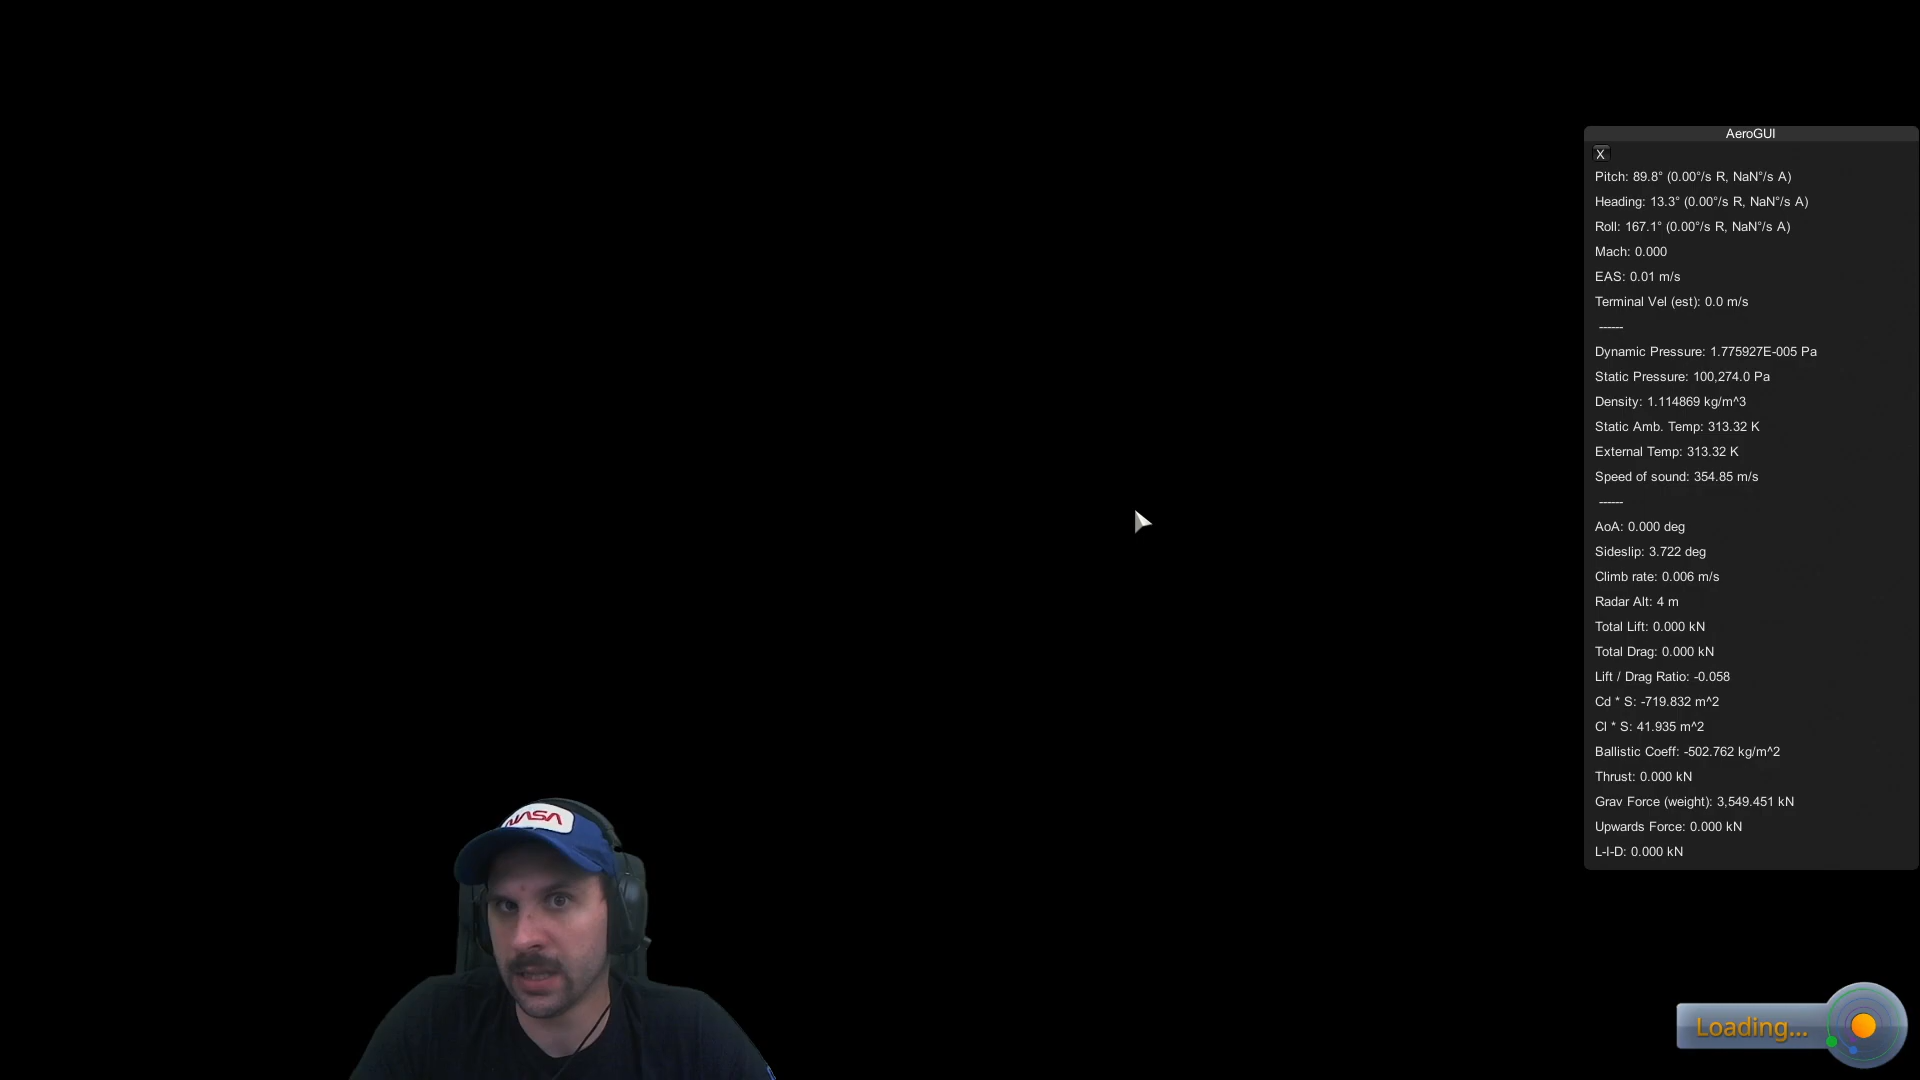 AeroGUI
X
Pitch: 89.8° (0.00°/s R, NaN°/s A)
Heading: 13.3° (0.00°/s R, NaN°/s A)
Roll: 167.1° (0.00°/s R, NaN°/s A)
Mach: 0.000
EAS: 0.01 m/s
Terminal Vel (est): 0.0 m/s
------
Dynamic Pressure: 1.775927E-005 Pa
Static Pressure: 100,274.0 Pa
Density: 1.114869 kg/m^3
Static Amb. Temp: 313.32 K
External Temp: 313.32 K
Speed of sound: 354.85 m/s
------
AoA: 0.000 deg
Sideslip: 3.722 deg
Climb rate: 0.006 m/s
Radar Alt: 4 m
Total Lift: 0.000 kN
Total Drag: 0.000 kN
Lift / Drag Ratio: -0.058
Cd * S: -719.832 m^2
Cl * S: 41.935 m^2
Ballistic Coeff: -502.762 kg/m^2
Thrust: 0.000 kN
Grav Force (weight): 3,549.451 kN
Upwards Force: 0.000 kN
L-I-D: 0.000 kN
NASA
Loading...